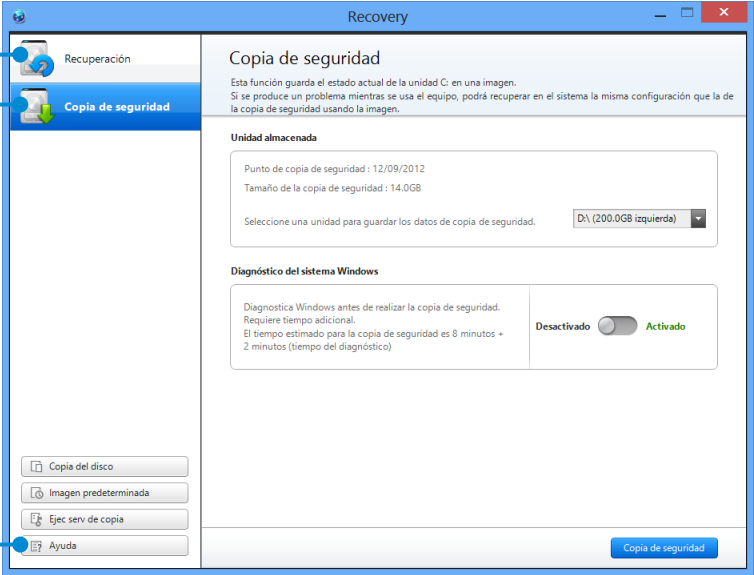 Recovery
Recuperación
Copia de seguridad
Copia de seguridad
Esta función guarda el estado actual de la unidad C: en una imagen.
Si se produce un problema mientras se usa el equipo, podrá recuperar en el sistema la misma configuración que la de
la copia de seguridad usando la imagen.
Unidad almacenada
Punto de copia de seguridad : 12/09/2012
Tamaño de la copia de seguridad : 14.0GB
Seleccione una unidad para guardar los datos de copia de seguridad.
D:\ (200.0GB izquierda)
Diagnóstico del sistema Windows
Diagnostica Windows antes de realizar la copia de seguridad.
Requiere tiempo adicional.
El tiempo estimado para la copia de seguridad es 8 minutos +
2 minutos (tiempo del diagnóstico)
Desactivado
Activado
Copia del disco
Imagen predeterminada
Ejec serv de copia
Ayuda
Copia de seguridad